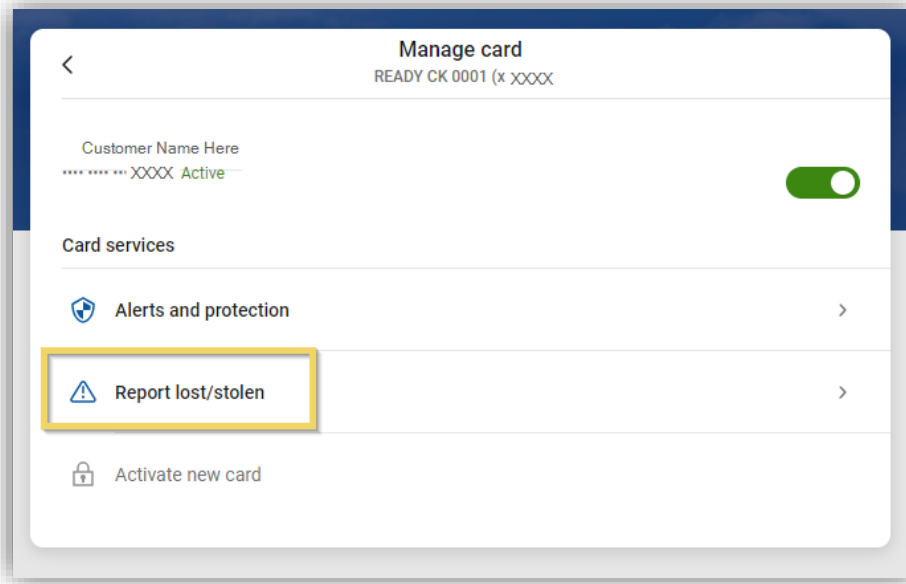 Manage card
READY CK 0001 (x XXXX
Customer Name Here
•••• •••• ••• XXXX Active
Card services
Alerts and protection
Report lost/stolen
Activate new card